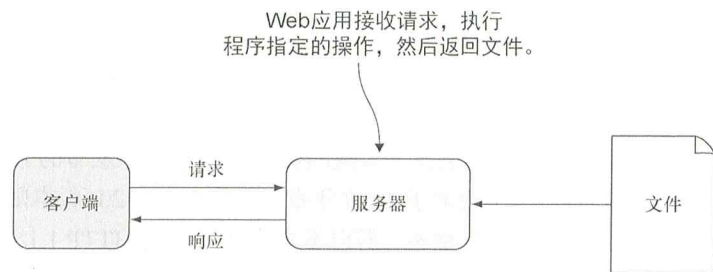 Web应用接收请求，执行
程序指定的操作，然后返回文件。
请求
客户端
服务器
文件
响应